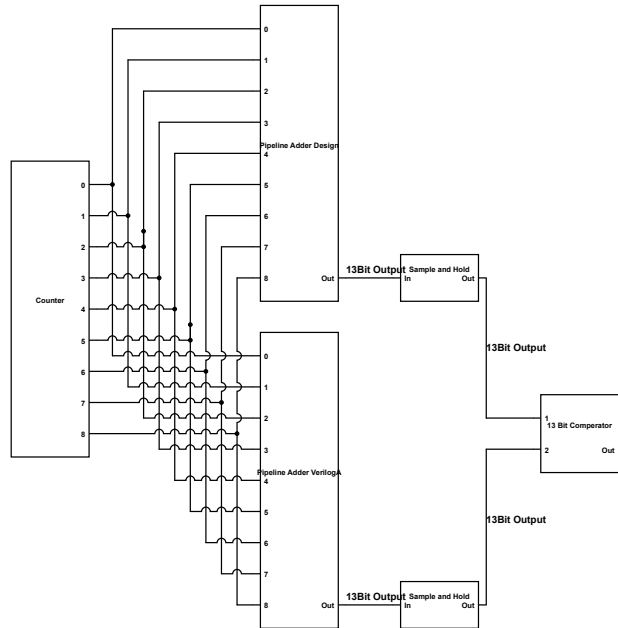 0
1
2
3
Pipeline Adder Design
4
5
6
7
8
Out
Counter
0
1
2
3
4
5
6
7
8
13Bit Output
Sample and Hold
In
Out
13Bit Output
0
1
2
3
Pipeline Adder VerilogA
4
5
6
7
8
Out
1
13 Bit Comperator
2
Out
13Bit Output
13Bit Output
Sample and Hold
In
Out